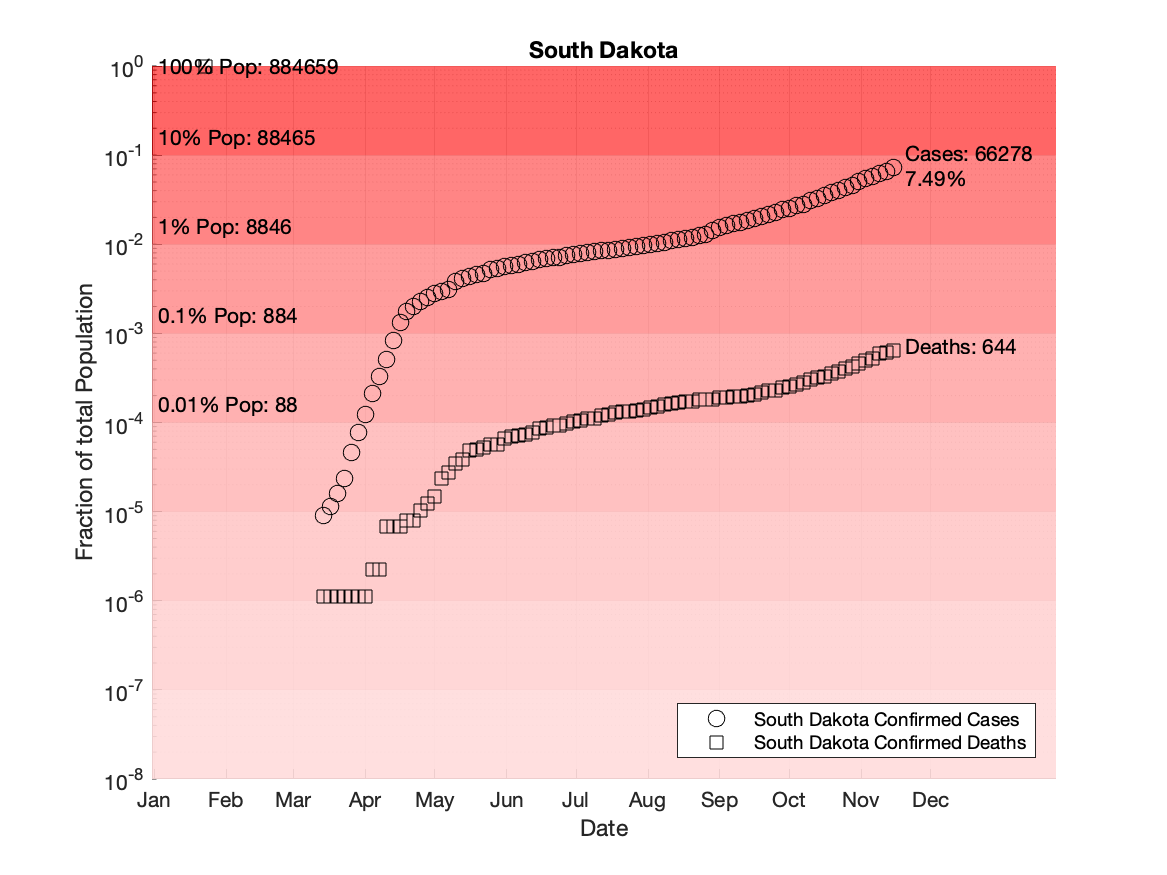 South Dakota
10^0
100% Pop: 884659
10% Pop: 88465
10^-1
Cases: 66278
7.49%
1% Pop: 8846
10^-2
0.1% Pop: 884
10^-3
Deaths: 644
0.01% Pop: 88
10^-4
10^-5
10^-6
10^-7
10^-8
Fraction of total Population
South Dakota Confirmed Cases
South Dakota Confirmed Deaths
Jan Feb Mar Apr May Jun Jul Aug Sep Oct Nov Dec
Date